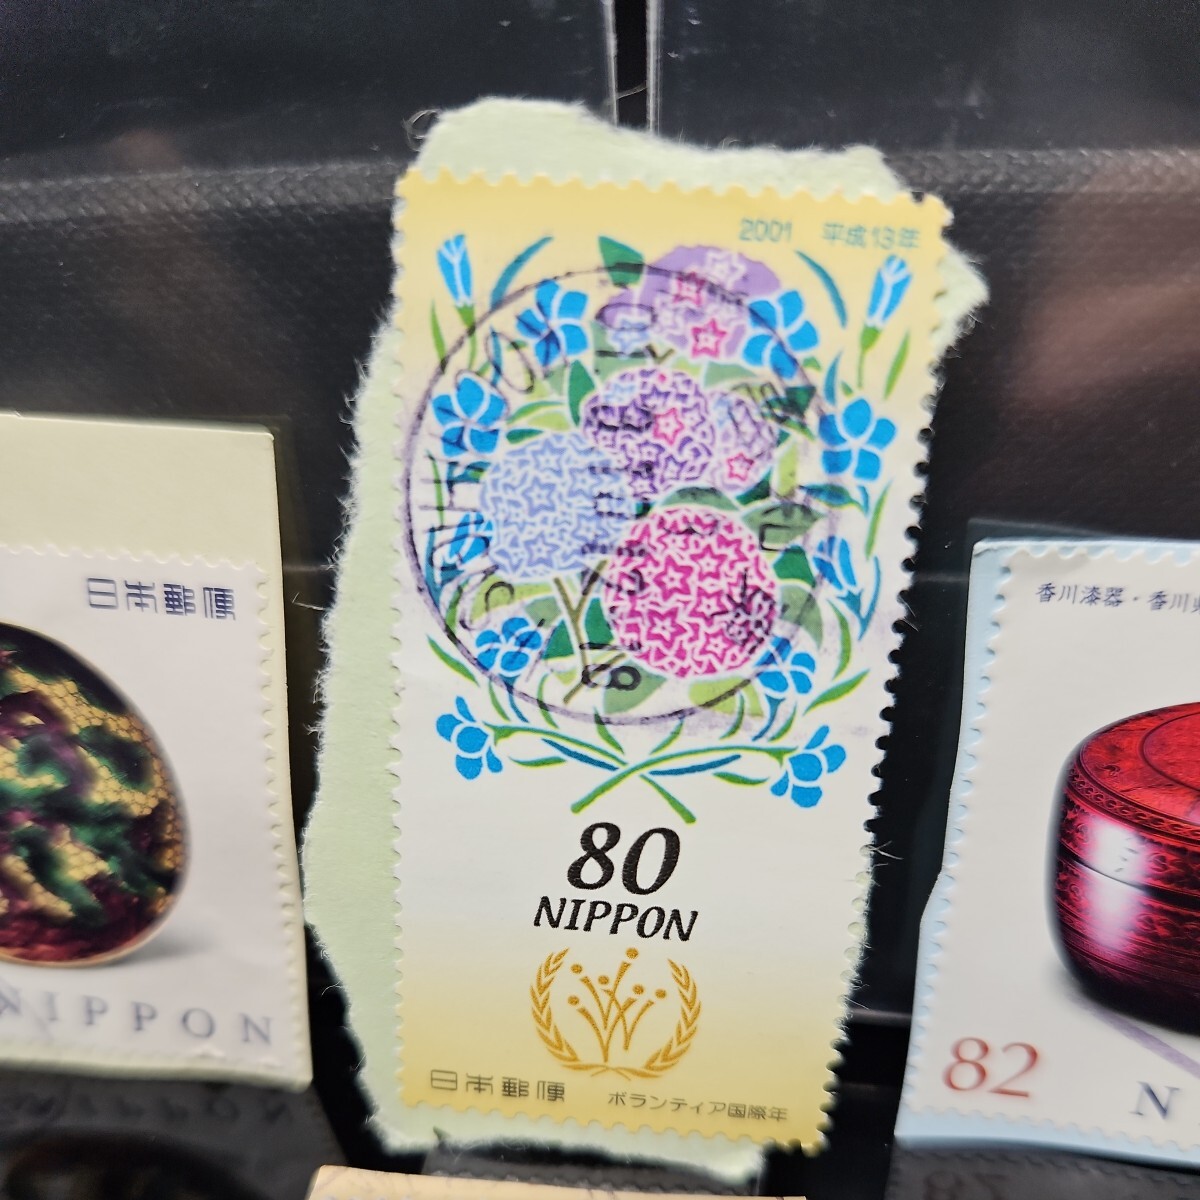 2001 平成13年
80
NIPPON
日本郵便 ボランティア国際年
日本郵便
NIPPON
香川漆器・香川
82
N